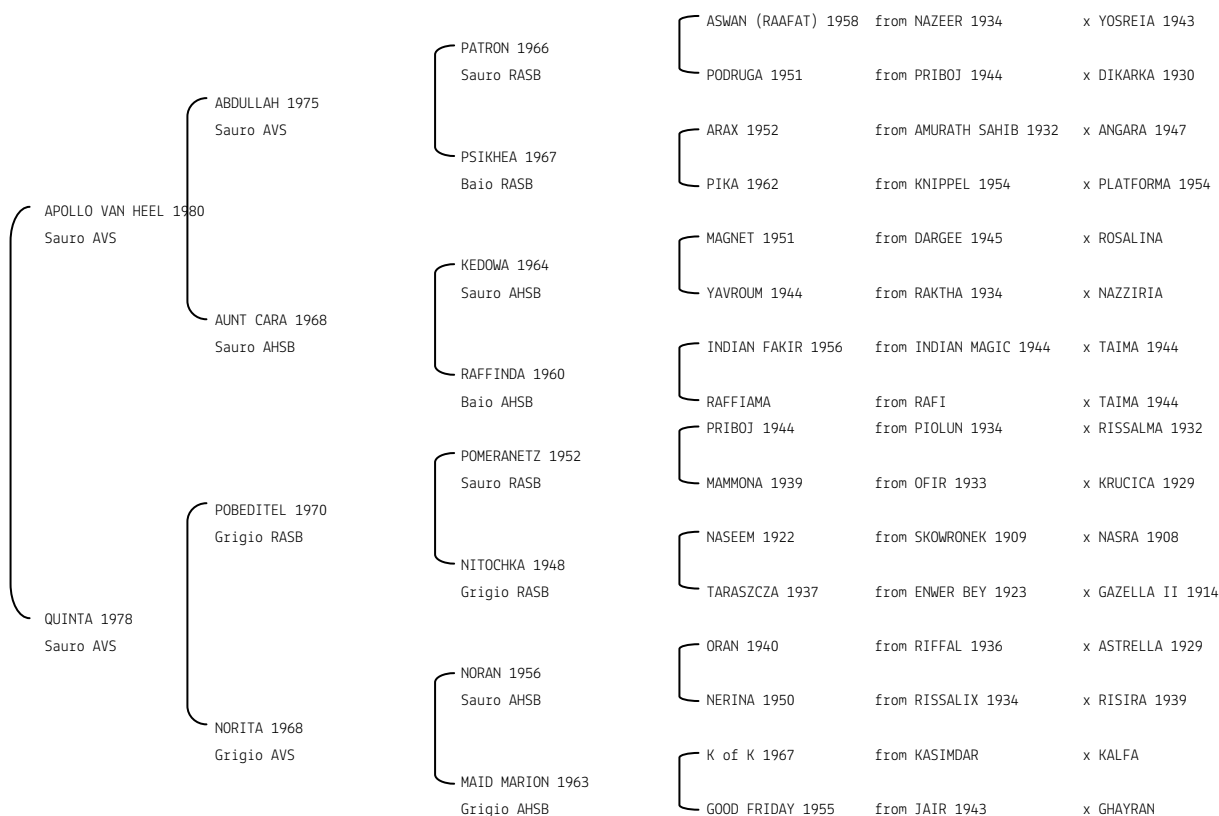 ASWAN (RAAFAT) 1958 from NAZEER 1934 x YOSREIA 1943
PATRON 1966
Sauro RASB
PODRUGA 1951 from PRIBOJ 1944 x DIKARKA 1930
ABDULLAH 1975
Sauro AVS
ARAX 1952 from AMURATH SAHIB 1932 x ANGARA 1947
PSIKHEA 1967
Baio RASB
PIKA 1962 from KNIPPEL 1954 x PLATFORMA 1954
APOLLO VAN HEEL 1980
Sauro AVS
MAGNET 1951 from DARGEE 1945 x ROSALINA
KEDOWA 1964
Sauro AHSB
YAVROUM 1944 from RAKTHA 1934 x NAZZIRIA
AUNT CARA 1968
Sauro AHSB
INDIAN FAKIR 1956 from INDIAN MAGIC 1944 x TAIMA 1944
RAFFINDA 1960
Baio AHSB
RAFFIAMA from RAFI x TAIMA 1944
PRIBOJ 1944 from PIOLUN 1934 x RISSALMA 1932
POMERANETZ 1952
Sauro RASB
MAMMONA 1939 from OFIR 1933 x KRUCICA 1929
POBEDITEL 1970
Grigio RASB
NASEEM 1922 from SKOWRONEK 1909 x NASRA 1908
NITOCHKA 1948
Grigio RASB
TARASZCZA 1937 from ENWER BEY 1923 x GAZELLA II 1914
QUINTA 1978
Sauro AVS
ORAN 1940 from RIFFAL 1936 x ASTRELLA 1929
NORAN 1956
Sauro AHSB
NERINA 1950 from RISSALIX 1934 x RISIRA 1939
NORITA 1968
Grigio AVS
K of K 1967 from KASIMDAR x KALFA
MAID MARION 1963
Grigio AHSB
GOOD FRIDAY 1955 from JAIR 1943 x GHAYRAN